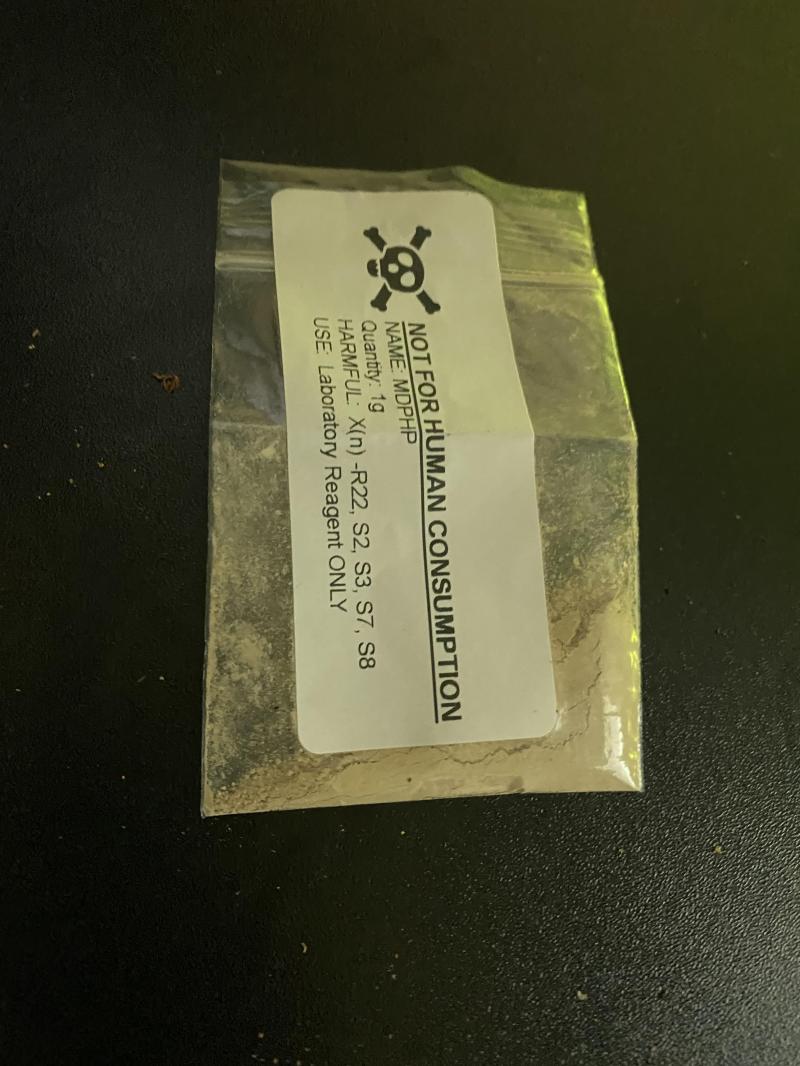 NOT FOR HUMAN CONSUMPTION
NAME: MDPHP
Quantity: 1g
HARMFUL: X(n) -R22, S2, S3, S7, S8
USE: Laboratory Reagent ONLY